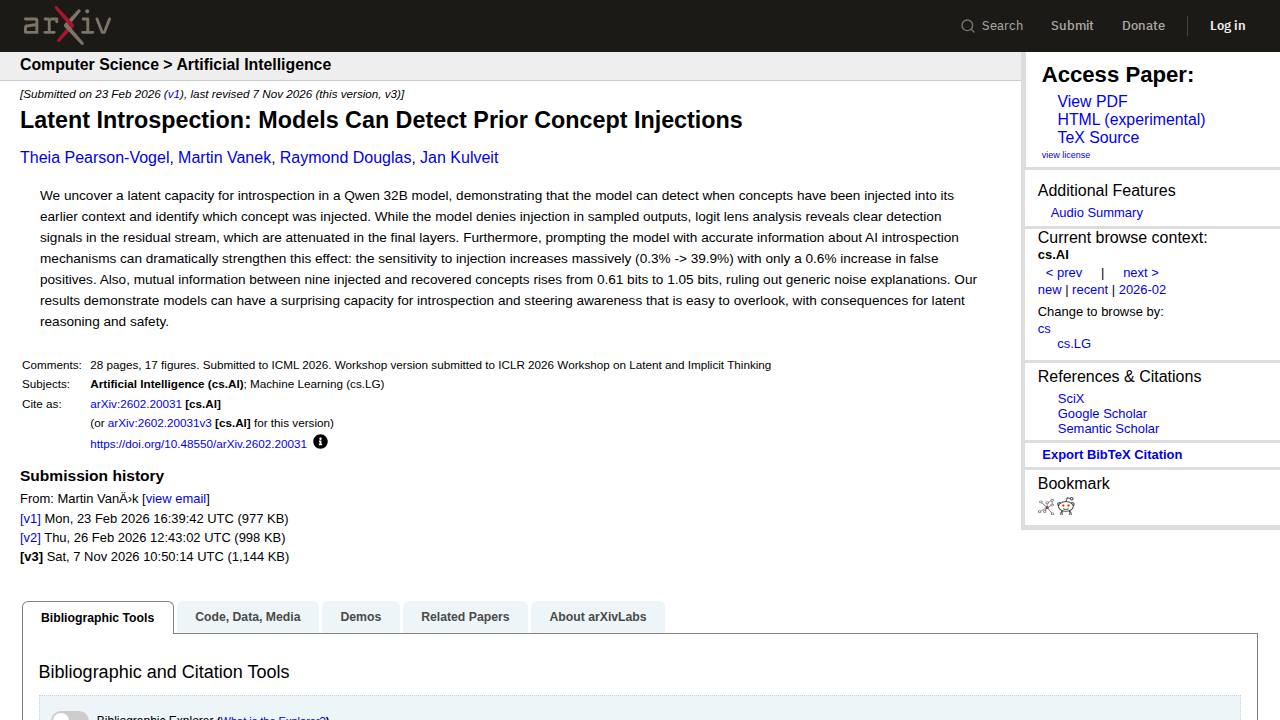 arXiv
Search
Submit
Donate
Log in
Computer Science > Artificial Intelligence
[Submitted on 23 Feb 2026 (v1), last revised 7 Nov 2026 (this version, v3)]
Latent Introspection: Models Can Detect Prior Concept Injections
Theia Pearson-Vogel, Martin Vanek, Raymond Douglas, Jan Kulveit
We uncover a latent capacity for introspection in a Qwen 32B model, demonstrating that the model can detect when concepts have been injected into its
earlier context and identify which concept was injected. While the model denies injection in sampled outputs, logit lens analysis reveals clear detection
signals in the residual stream, which are attenuated in the final layers. Furthermore, prompting the model with accurate information about AI introspection
mechanisms can dramatically strengthen this effect: the sensitivity to injection increases massively (0.3% -> 39.9%) with only a 0.6% increase in false
positives. Also, mutual information between nine injected and recovered concepts rises from 0.61 bits to 1.05 bits, ruling out generic noise explanations. Our
results demonstrate models can have a surprising capacity for introspection and steering awareness that is easy to overlook, with consequences for latent
reasoning and safety.
Comments: 28 pages, 17 figures. Submitted to ICML 2026. Workshop version submitted to ICLR 2026 Workshop on Latent and Implicit Thinking
Subjects: Artificial Intelligence (cs.AI); Machine Learning (cs.LG)
Cite as: arXiv:2602.20031 [cs.AI]
(or arXiv:2602.20031v3 [cs.AI] for this version)
https://doi.org/10.48550/arXiv.2602.20031
Submission history
From: Martin VanÄ›k [view email]
[v1] Mon, 23 Feb 2026 16:39:42 UTC (977 KB)
[v2] Thu, 26 Feb 2026 12:43:02 UTC (998 KB)
[v3] Sat, 7 Nov 2026 10:50:14 UTC (1,144 KB)
Access Paper:
View PDF
HTML (experimental)
TeX Source
view license
Additional Features
Audio Summary
Current browse context:
cs.AI
< prev | next >
new | recent | 2026-02
Change to browse by:
cs
cs.LG
References & Citations
SciX
Google Scholar
Semantic Scholar
Export BibTeX Citation
Bookmark
Bibliographic Tools
Code, Data, Media
Demos
Related Papers
About arXivLabs
Bibliographic and Citation Tools
Bibliographic Explorer (What is the Explorer?)